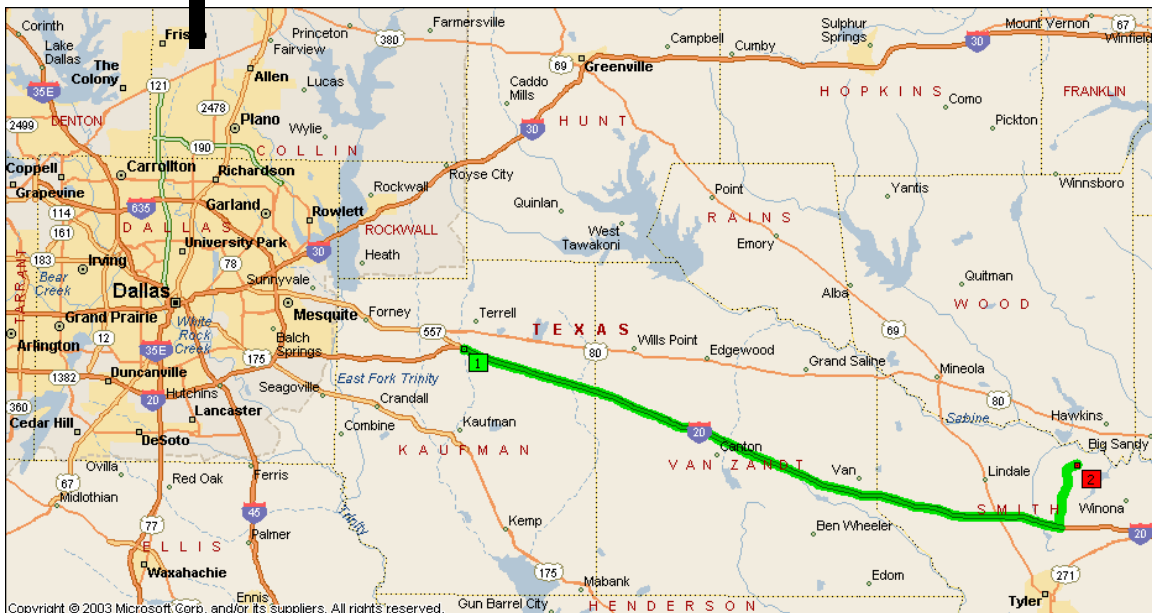 Corinth
Frisco
Princeton
Farmersville
380
Campbell
Cumby
Sulphur
Springs
Mount Vernon
67
Winfield
30
Lake
Dallas
The
Colony
Fairview
69
Greenville
Allen
35E
121
Lucas
Caddo
Mills
2478
HOPKINS
Como
FRANKLIN
2499
DENTON
Plano
Wylie
30
HUNT
Pickton
190
COLLIN
Coppell
Carrollton
Richardson
Royse City
Winnsboro
Grapevine
Rockwall
Point
Yantis
114
635
Garland
Rowlett
Quinlan
RAINS
161
DALLAS
ROCKWALL
West
Tawakoni
University Park
30
Emory
183
Irving
78
Heath
TARRANT
Bear
Creek
Sunnyvale
Quitman
Dallas
Alba
WOOD
Grand Prairie
White
Rock
Creek
Mesquite
Forney
Terrell
557
TEXAS
69
Arlington
12
Balch
Springs
Wills Point
35E
175
80
Edgewood
1
Grand Saline
Mineola
1382
Duncanville
Hutchins
Seagoville
East Fork Trinity
Crandall
80
20
Lancaster
Sabine
Hawkins
360
Cedar Hill
DeSoto
Combine
Kaufman
20
Big Sandy
KAUFMAN
Canton
VAN ZANDT
Van
Lindale
2
Ovilla
Ferris
67
Red Oak
Midlothian
SMITH
Winona
45
Trinity
77
Kemp
Ben Wheeler
20
Palmer
ELLIS
Waxahachie
175
Mabank
Edom
271
Ennis
Tyler
Gun Barrel City
HENDERSON
Copyright © 2003 Microsoft Corp. and/or its suppliers. All rights reserved.